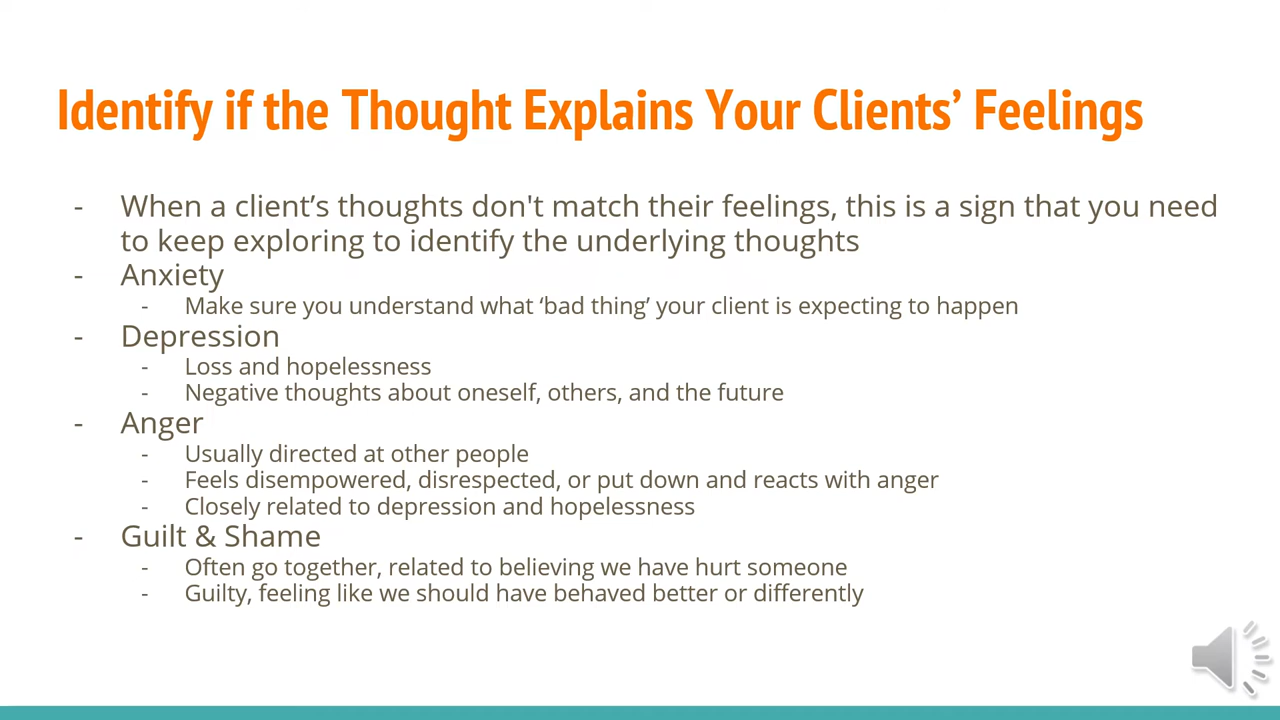 Identify if the Thought Explains Your Clients’ Feelings
- When a client’s thoughts don't match their feelings, this is a sign that you need
to keep exploring to identify the underlying thoughts
- Anxiety
- Make sure you understand what ‘bad thing’ your client is expecting to happen
- Depression
- Loss and hopelessness
- Negative thoughts about oneself, others, and the future
- Anger
- Usually directed at other people
- Feels disempowered, disrespected, or put down and reacts with anger
- Closely related to depression and hopelessness
- Guilt & Shame
- Often go together, related to believing we have hurt someone
- Guilty, feeling like we should have behaved better or differently